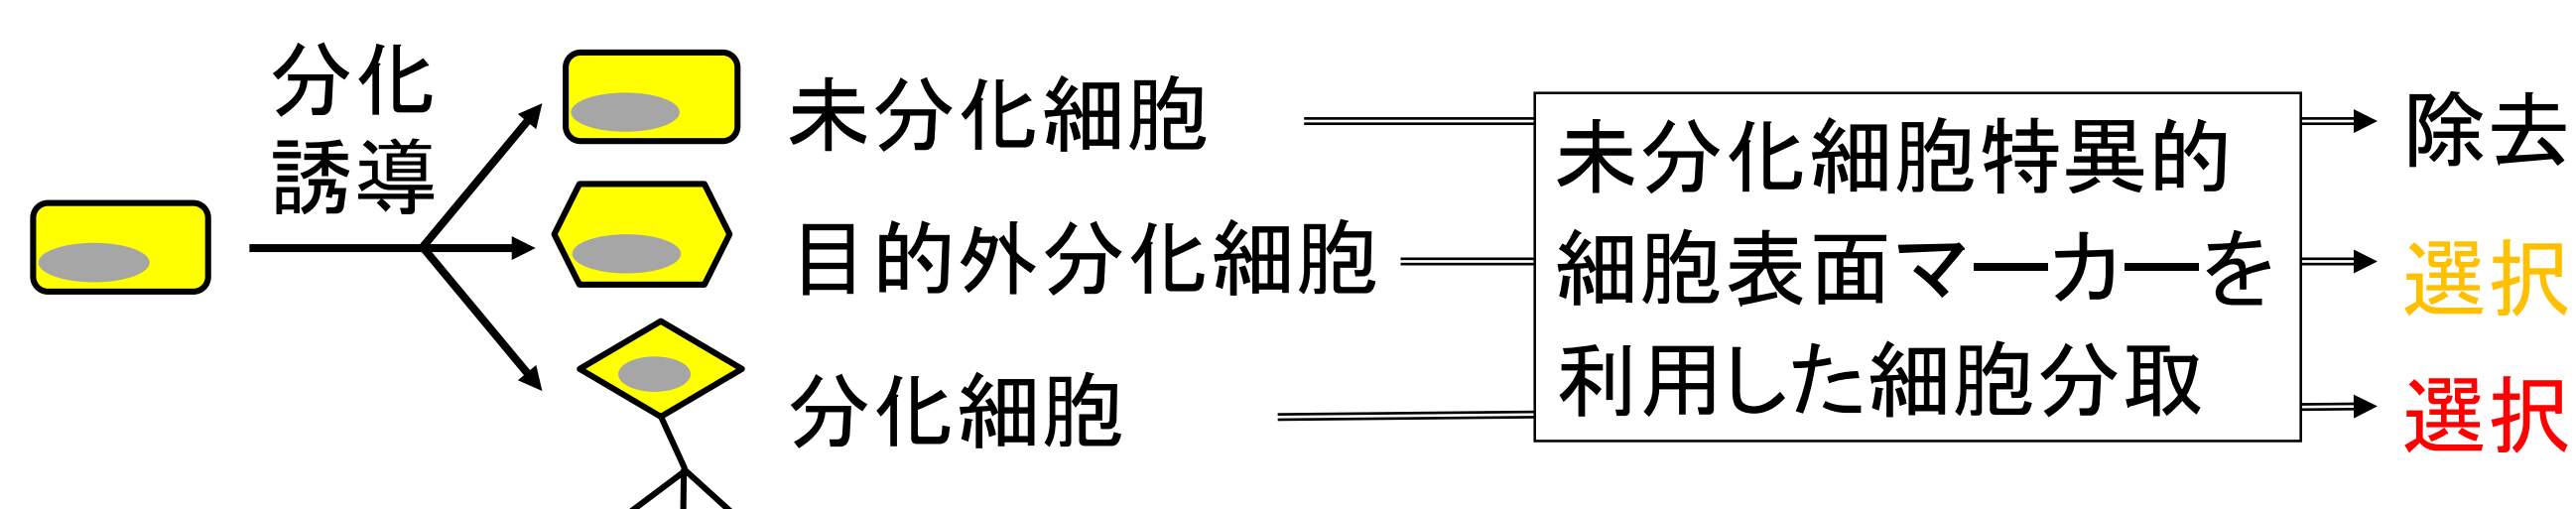 分化
誘導
未分化細胞
目的外分化細胞
分化細胞
未分化細胞特異的
細胞表面マーカーを
利用した細胞分取
除去
選択
選択